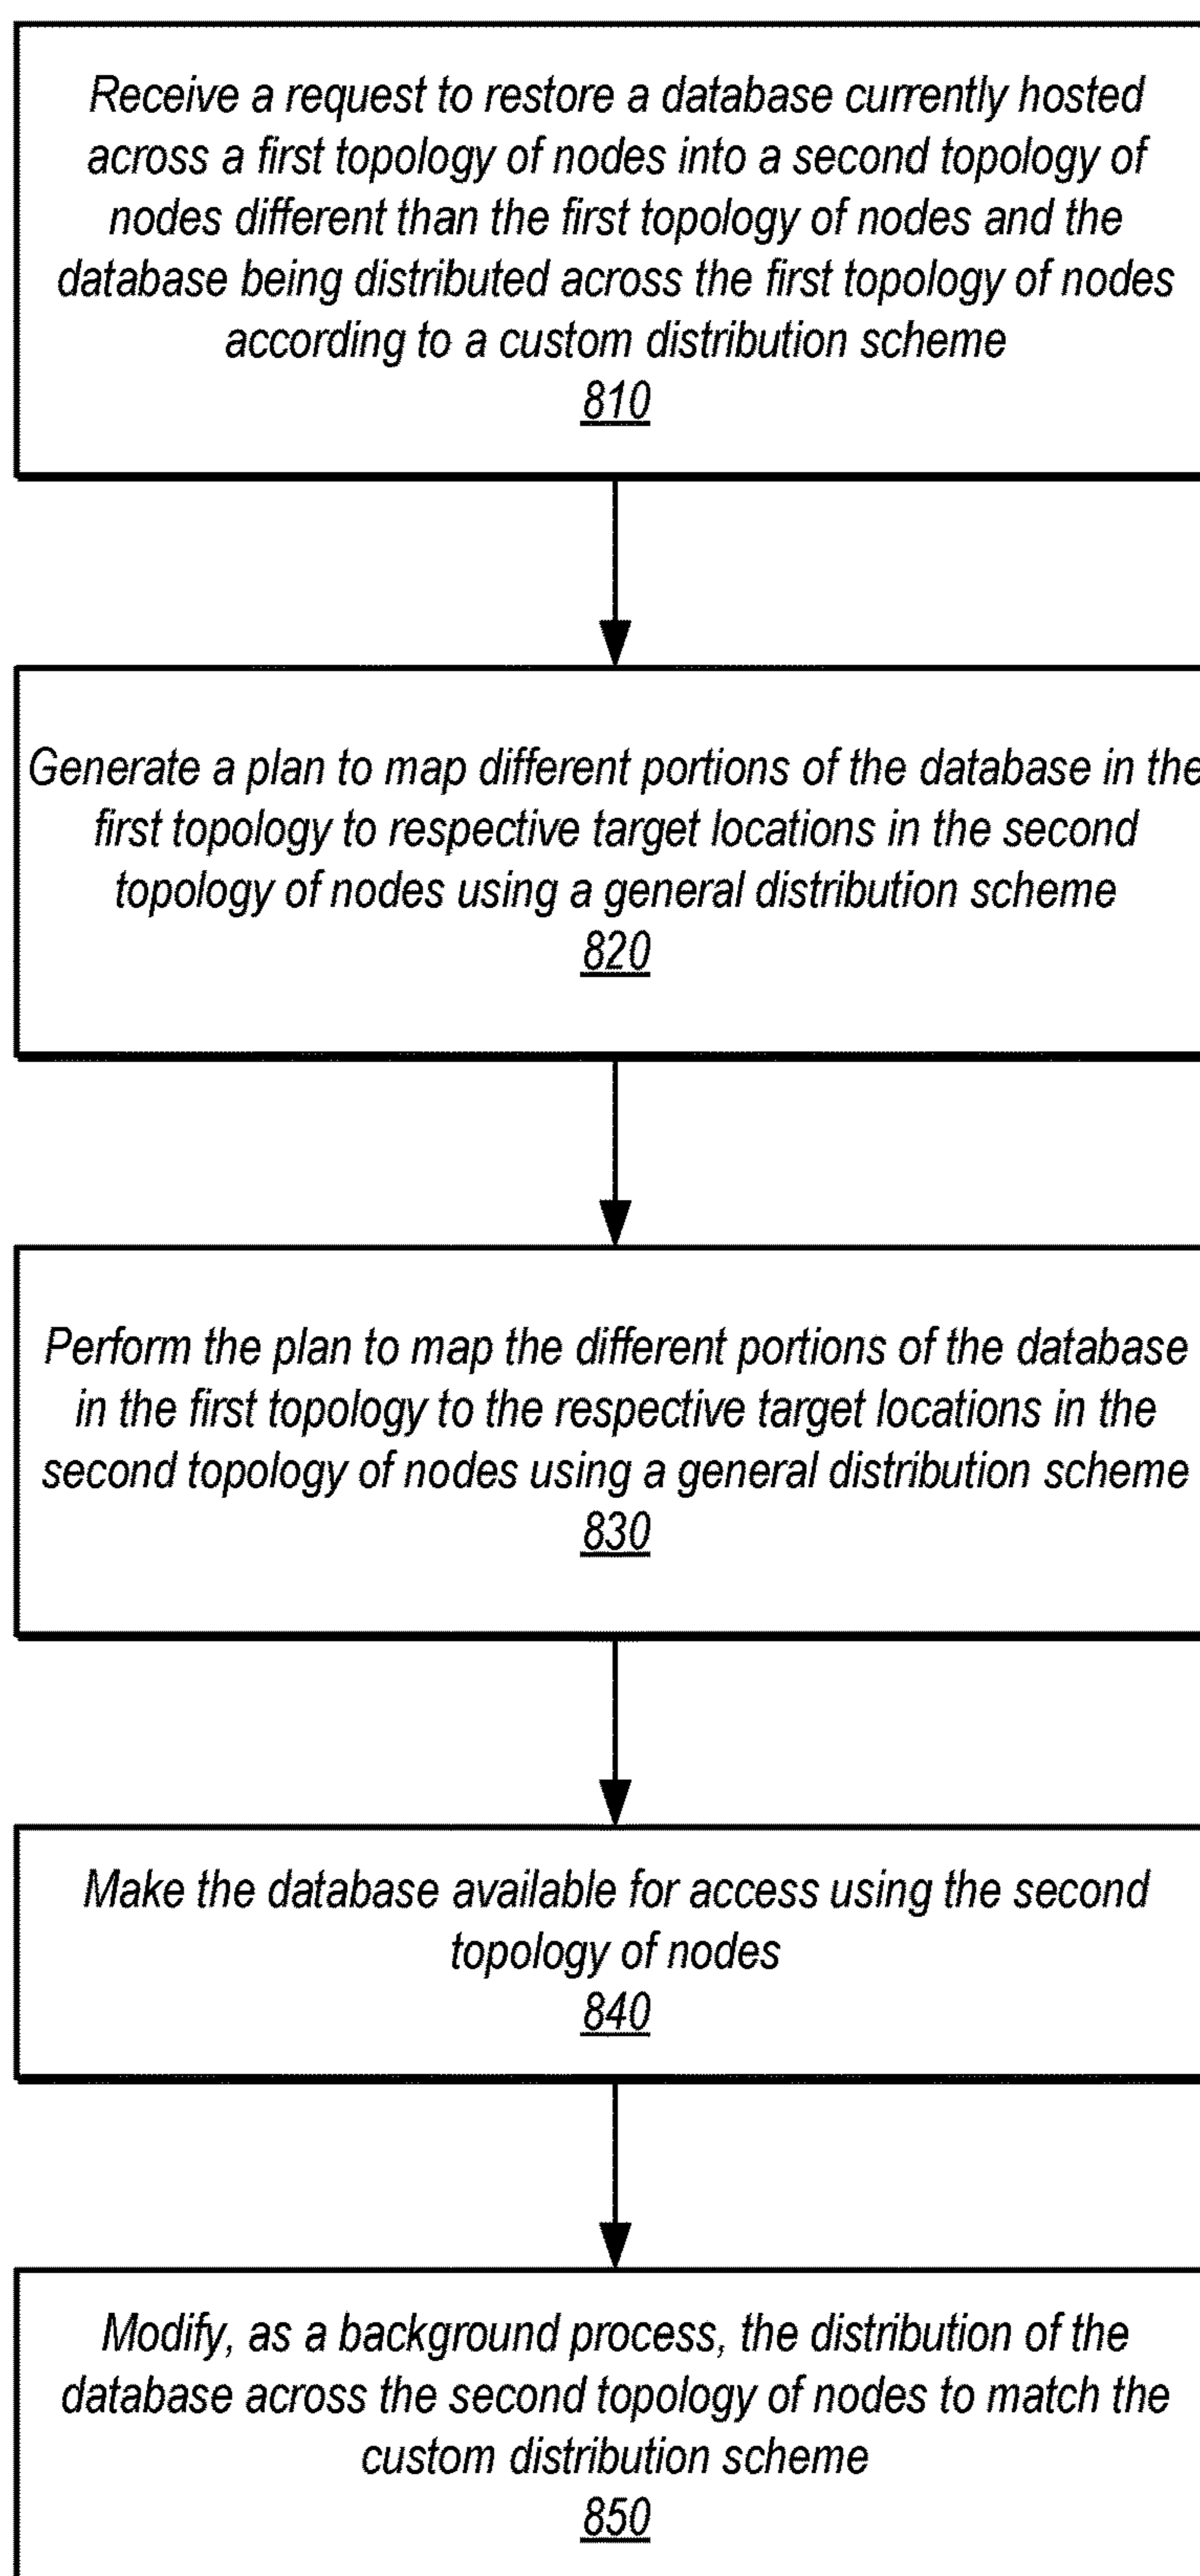 Receive a request to restore a database currently hosted
across a first topology of nodes into a second topology of
nodes different than the first topology of nodes and the
database being distributed across the first topology of nodes
according to a custom distribution scheme
810
Generate a plan to map different portions of the database in the
first topology to respective target locations in the second
topology of nodes using a general distribution scheme
820
Perform the plan to map the different portions of the database
in the first topology to the respective target locations in the
second topology of nodes using a general distribution scheme
830
Make the database available for access using the second
topology of nodes
840
Modify, as a background process, the distribution of the
database across the second topology of nodes to match the
custom distribution scheme
850